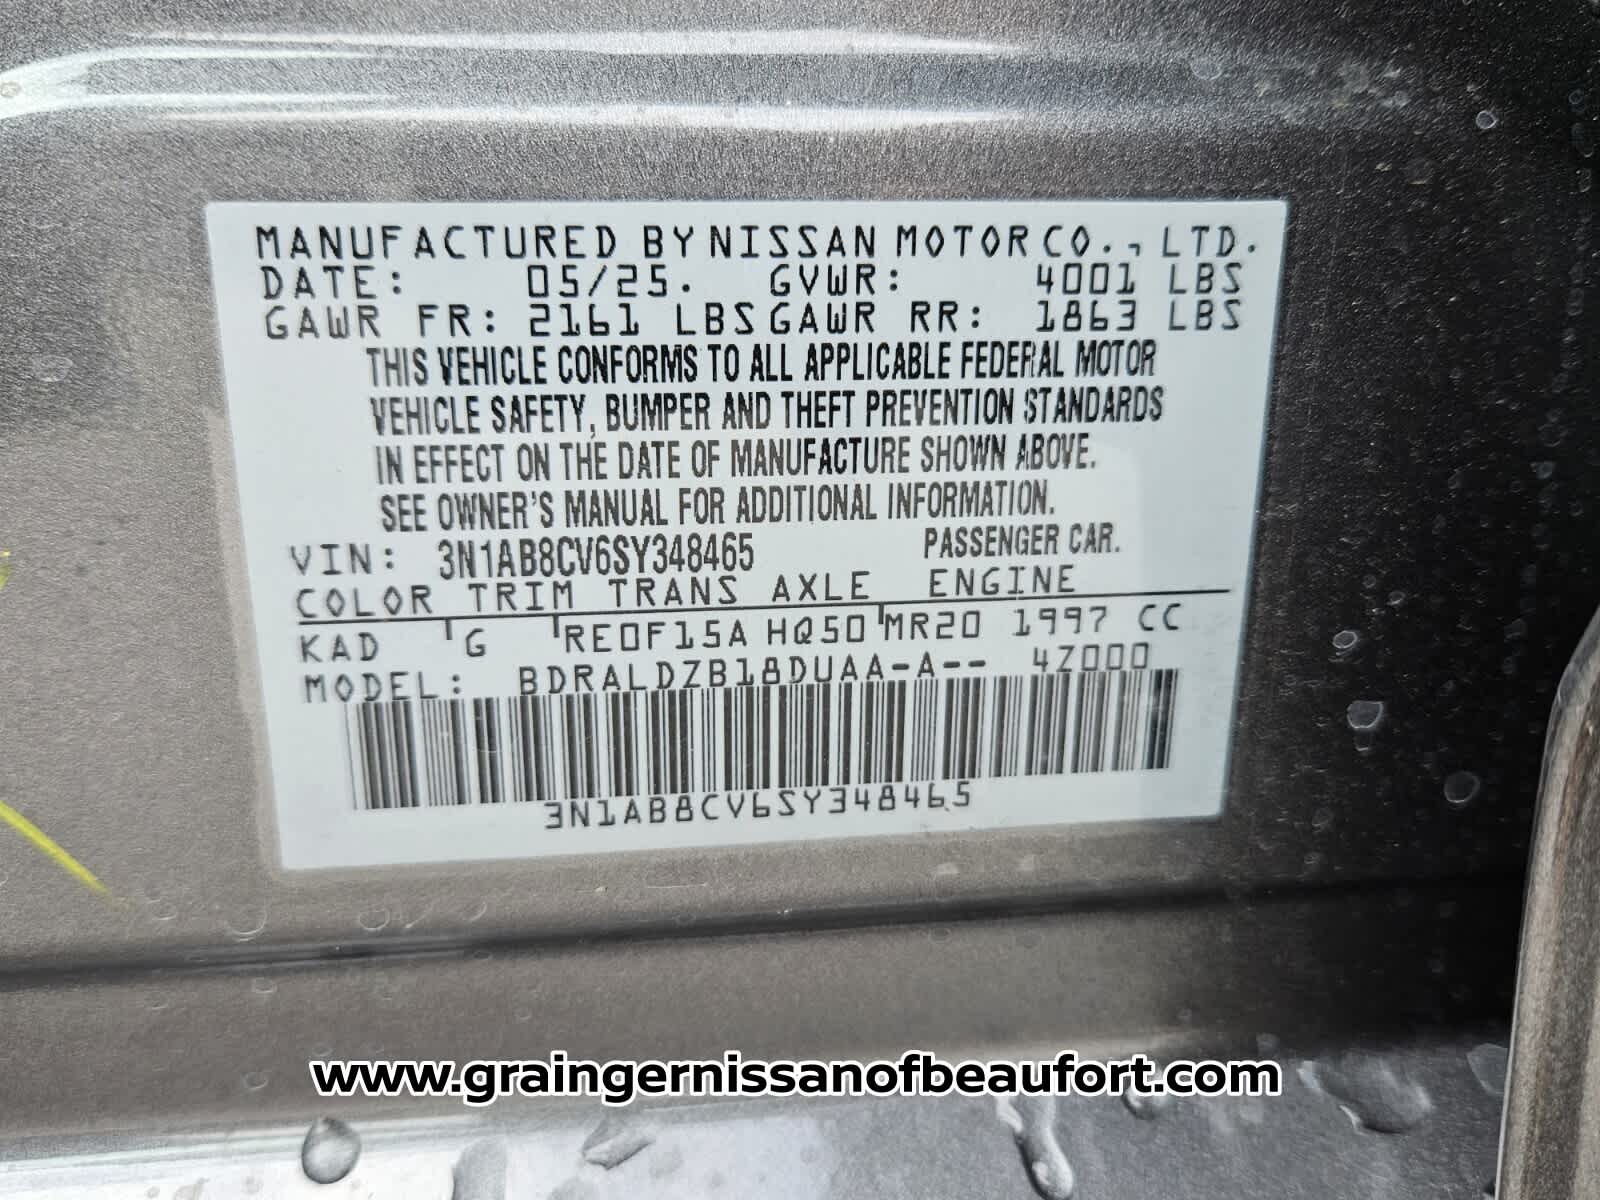 MANUFACTURED BY NISSAN MOTOR CO., LTD.
DATE: 05/25. GVWR: 4001 LBS
GAWR FR: 2161 LBS GAWR RR: 1863 LBS
THIS VEHICLE CONFORMS TO ALL APPLICABLE FEDERAL MOTOR
VEHICLE SAFETY, BUMPER AND THEFT PREVENTION STANDARDS
IN EFFECT ON THE DATE OF MANUFACTURE SHOWN ABOVE.
SEE OWNER'S MANUAL FOR ADDITIONAL INFORMATION.
VIN: 3N1AB8CV6SY348465 PASSENGER CAR.
COLOR TRIM TRANS AXLE ENGINE
KAD G RE0F15A HQ50 MR20 1997 CC
MODEL: BDRALDZB18DUAA-A-- 4Z000
3N1AB8CV6SY348465
www.graingernissanofbeaufort.com